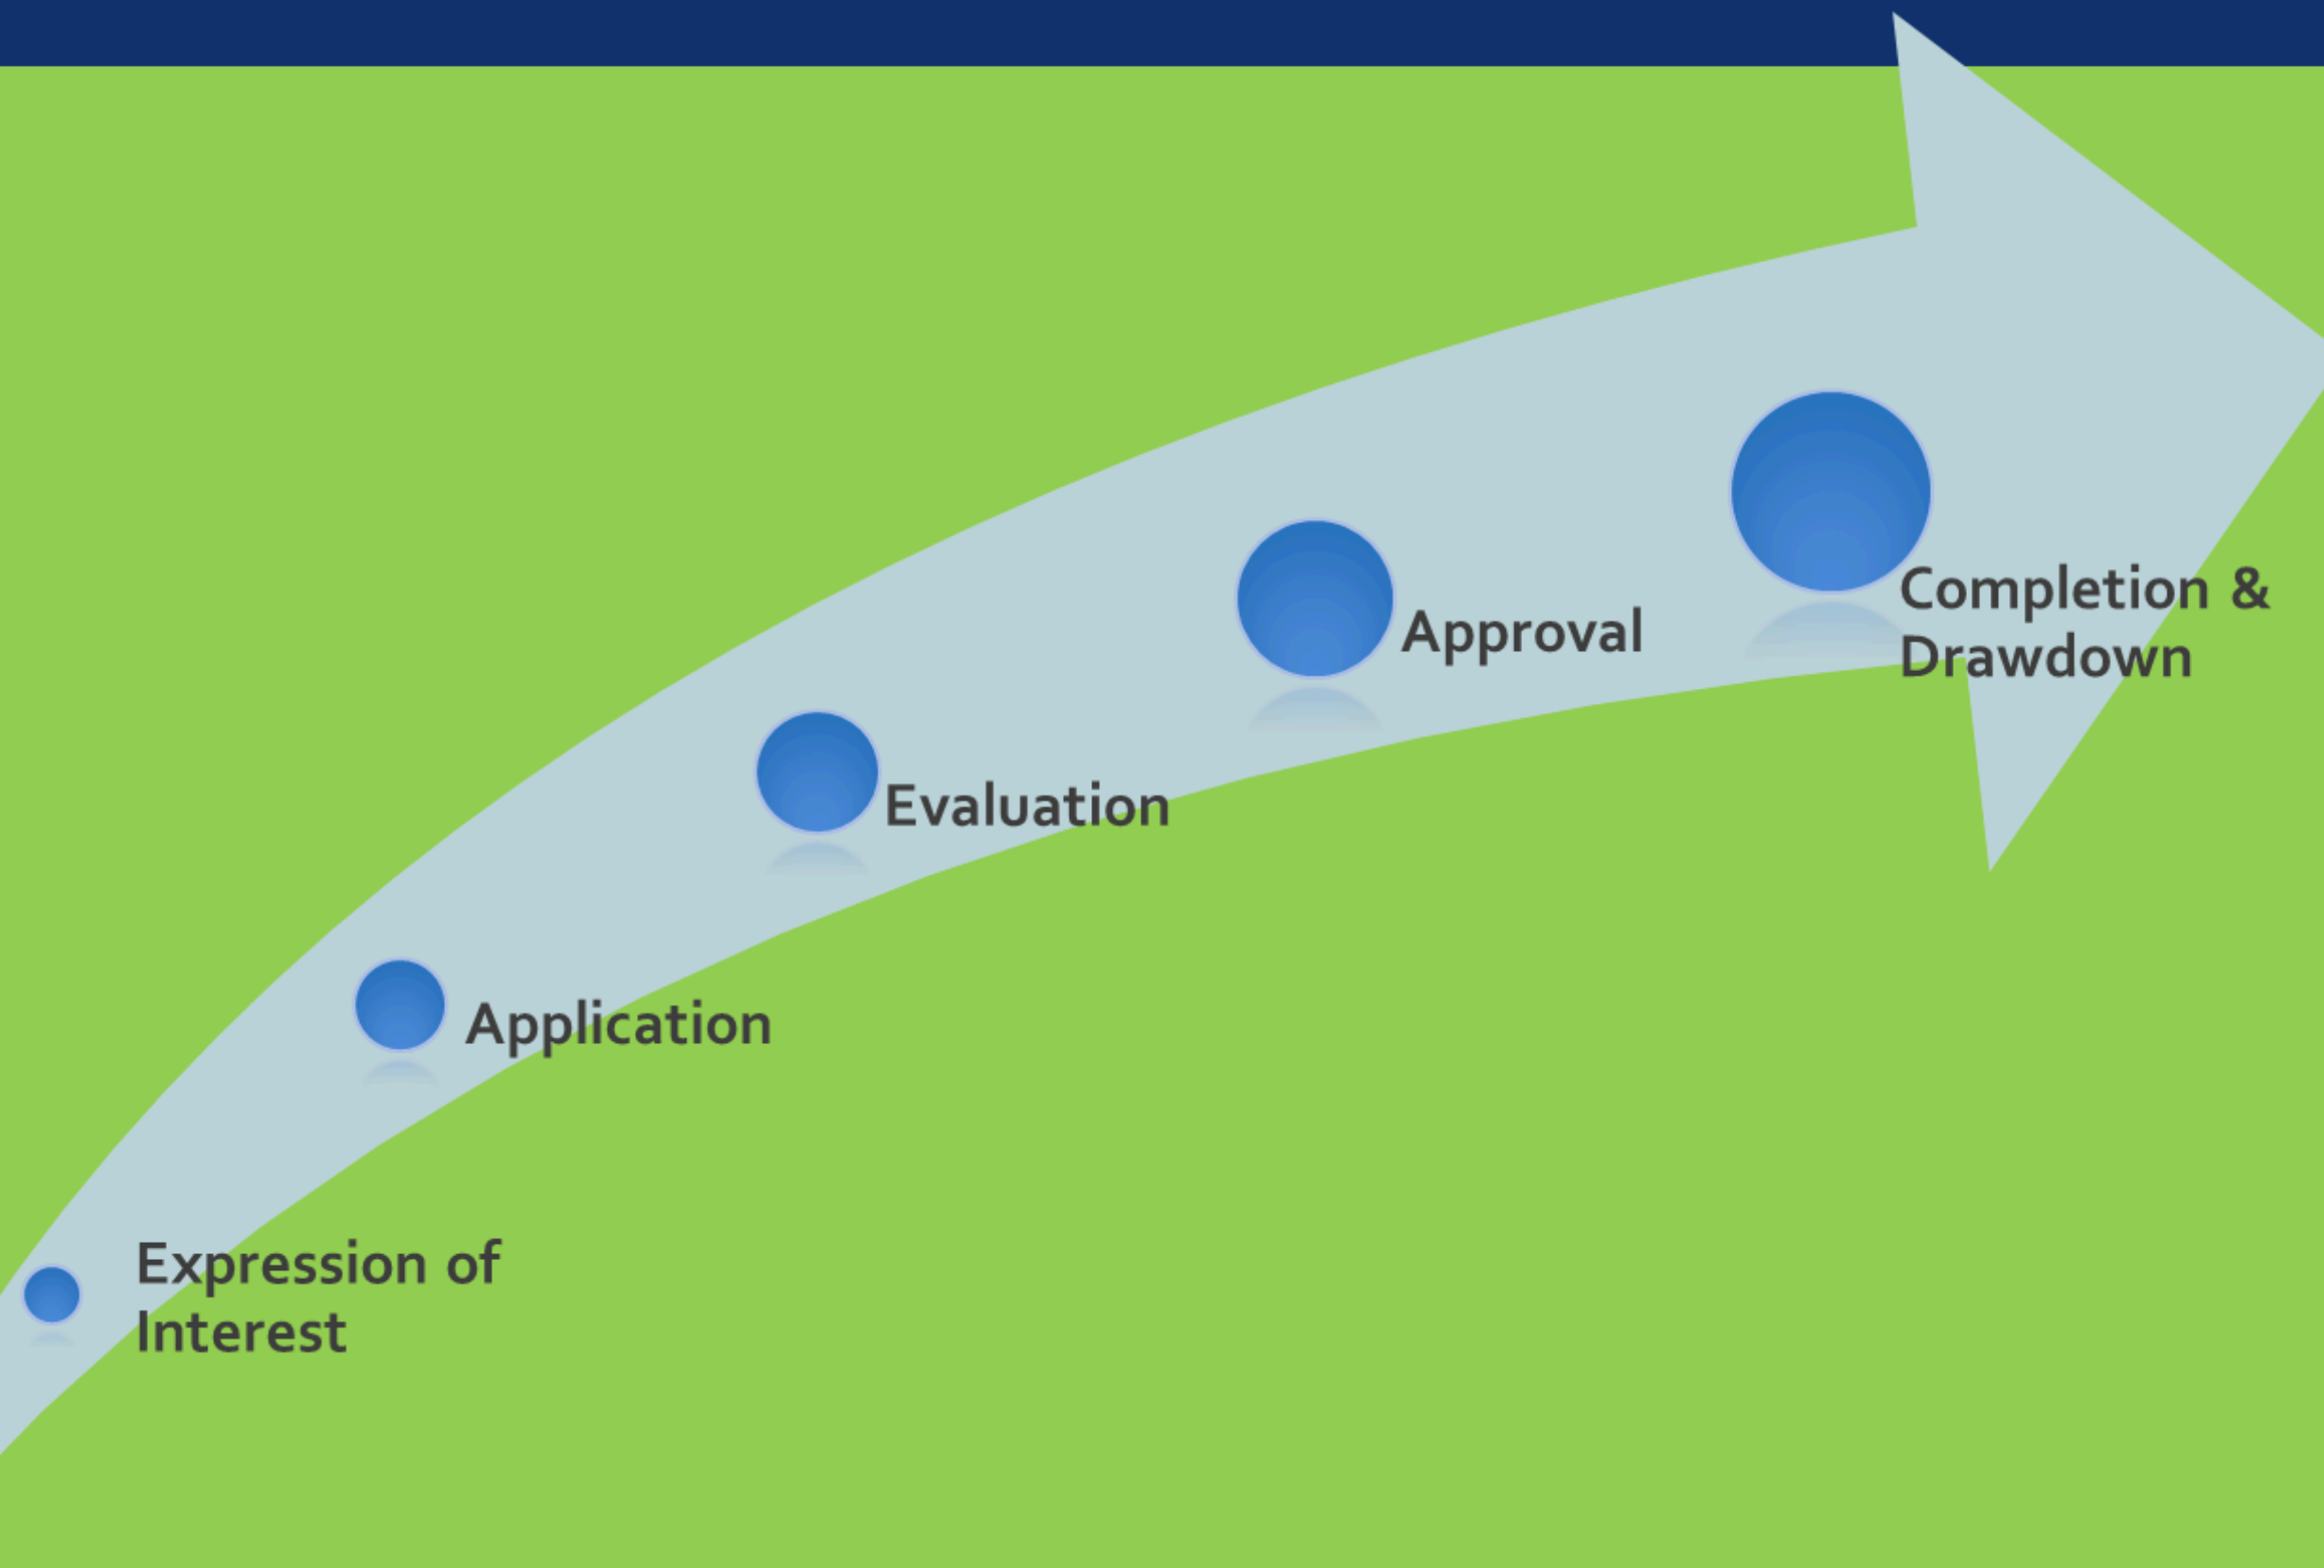 Expression of
Interest
Application
Evaluation
Approval
Completion &
Drawdown